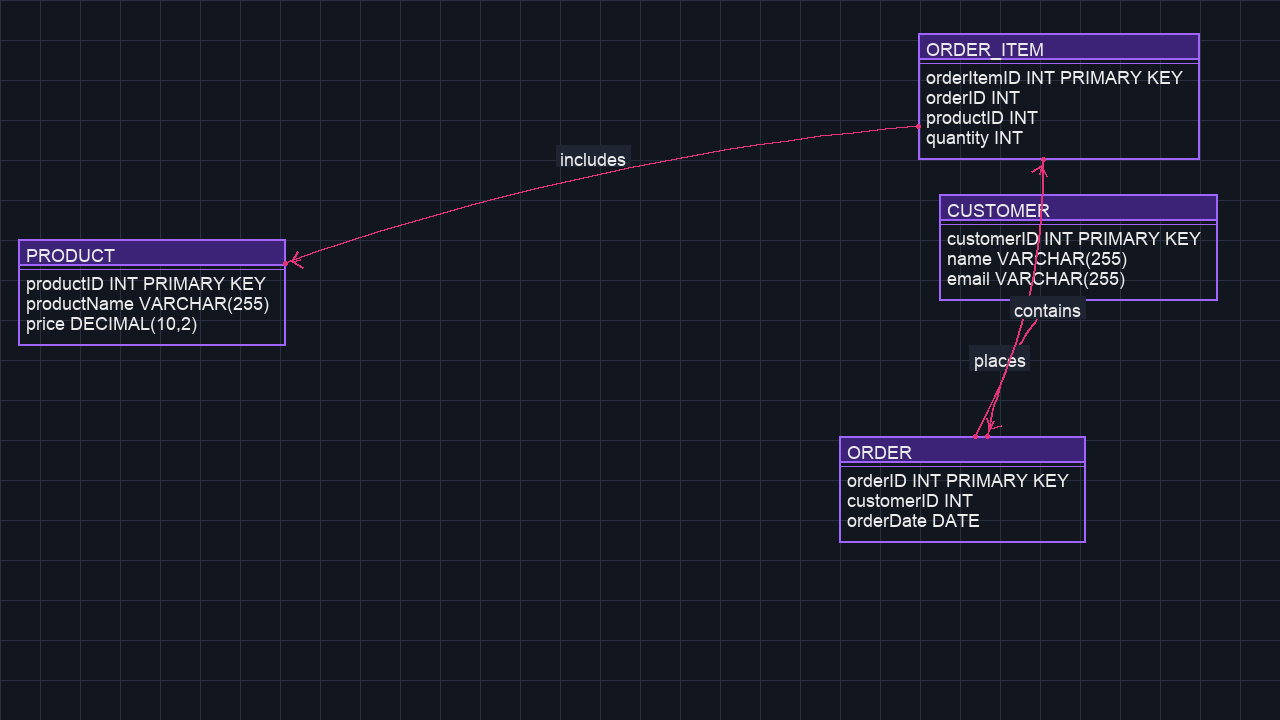 ORDER_ITEM
orderItemID INT PRIMARY KEY
orderID INT
productID INT
quantity INT
includes
CUSTOMER
customerID INT PRIMARY KEY
name VARCHAR(255)
email VARCHAR(255)
PRODUCT
productID INT PRIMARY KEY
productName VARCHAR(255)
price DECIMAL(10,2)
contains
places
ORDER
orderID INT PRIMARY KEY
customerID INT
orderDate DATE